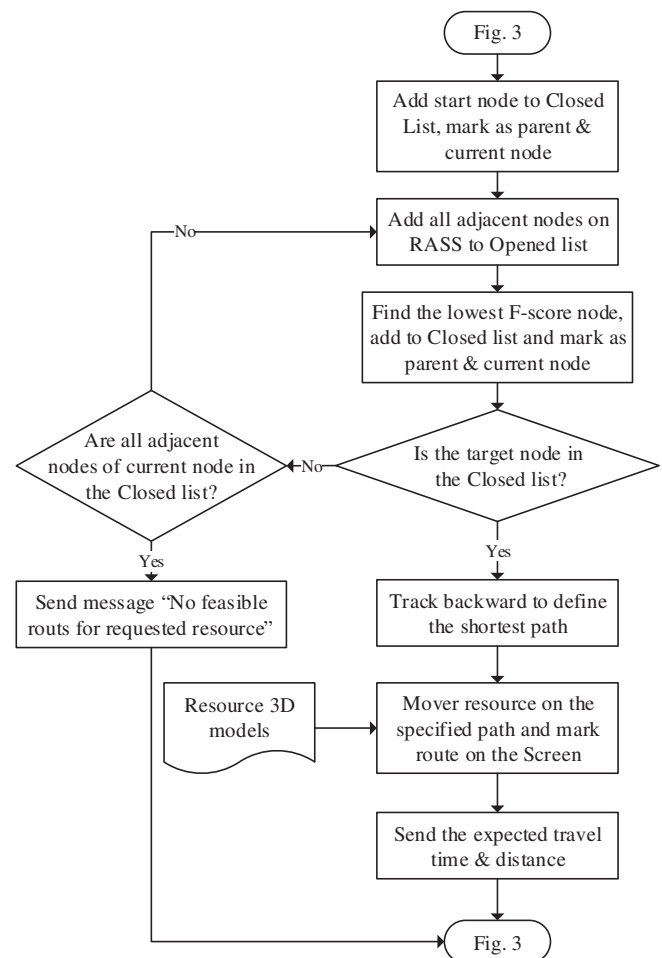 Fig. 3
Add start node to Closed
List, mark as parent &
current node
Add all adjacent nodes on
RASS to Opened list
No
Find the lowest F-score node,
add to Closed list and mark as
parent & current node
Are all adjacent
nodes of current node in
the Closed list?
No
Is the target node in
the Closed list?
Yes
Yes
Send message “No feasible
routs for requested resource”
Track backward to define
the shortest path
Resource 3D
models
Mover resource on the
specified path and mark
route on the Screen
Send the expected travel
time & distance
Fig. 3